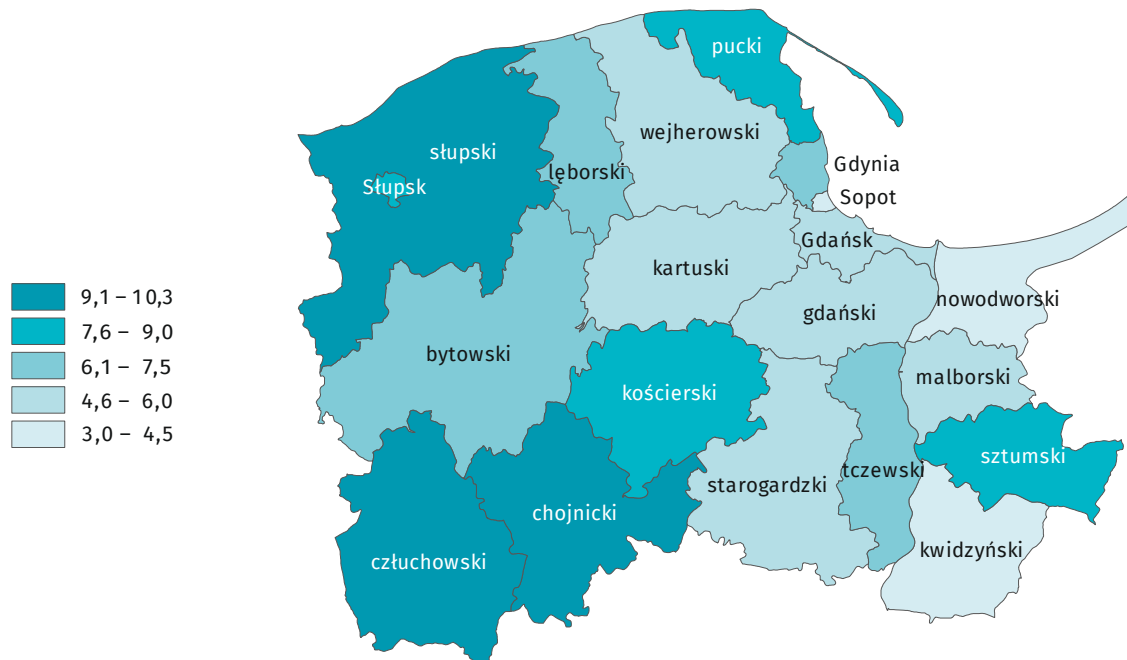 pucki
wejherowski
słupski
Gdynia
lęborski
Słupsk
Sopot
Gdańsk
kartuski
nowodworski
gdański
9,1 – 10,3
7,6 – 9,0
6,1 – 7,5
4,6 – 6,0
3,0 – 4,5
bytowski
malborski
kościerski
sztumski
tczewski
starogardzki
chojnicki
kwidzyński
człuchowski